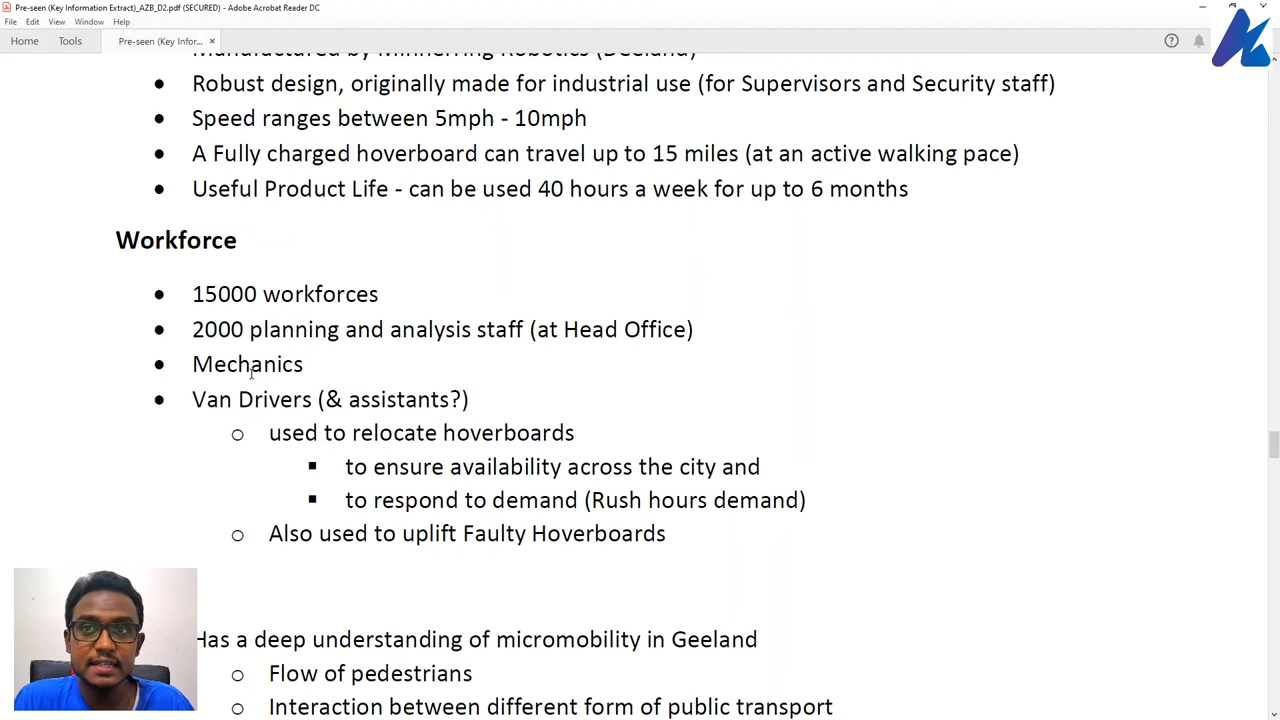 Pre-seen (Key Information Extract)_AZB_D2.pdf (SECURED) - Adobe Acrobat Reader DC
File Edit View Window Help
Home Tools Pre-seen (Key Infor... ×
Manufactured by Minnerring Robotics (Deeland)
• Robust design, originally made for industrial use (for Supervisors and Security staff)
• Speed ranges between 5mph - 10mph
• A Fully charged hoverboard can travel up to 15 miles (at an active walking pace)
• Useful Product Life - can be used 40 hours a week for up to 6 months
Workforce
• 15000 workforces
• 2000 planning and analysis staff (at Head Office)
• Mechanics
• Van Drivers (& assistants?)
o used to relocate hoverboards
▪ to ensure availability across the city and
▪ to respond to demand (Rush hours demand)
o Also used to uplift Faulty Hoverboards
Has a deep understanding of micromobility in Geeland
o Flow of pedestrians
o Interaction between different form of public transport